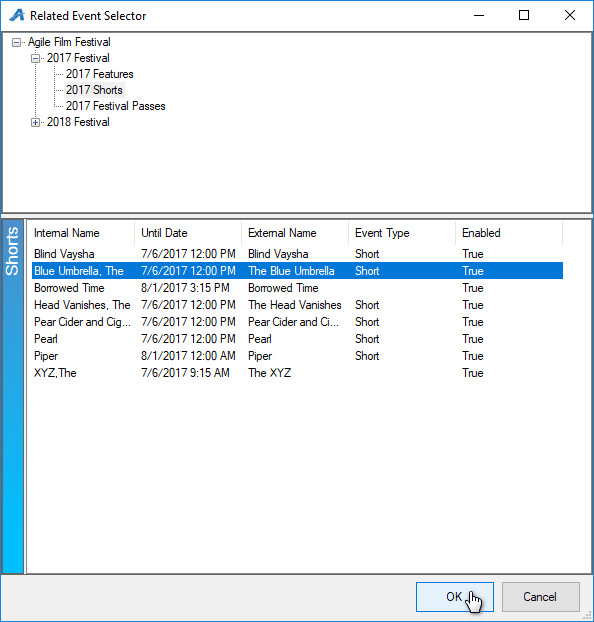 Related Event Selector
Agile Film Festival
2017 Festival
2017 Features
2017 Shorts
2017 Festival Passes
2018 Festival
Shorts
Internal Name Until Date External Name Event Type Enabled
Blind Vaysha 7/6/2017 12:00 PM Blind Vaysha Short True
Blue Umbrella, The 7/6/2017 12:00 PM The Blue Umbrella Short True
Borrowed Time 8/1/2017 3:15 PM Borrowed Time True
Head Vanishes, The 7/6/2017 12:00 PM The Head Vanishes Short True
Pear Cider and Cig... 7/6/2017 12:00 PM Pear Cider and Ci... Short True
Pearl 7/6/2017 12:00 PM Pearl Short True
Piper 8/1/2017 12:00 AM Piper Short True
XYZ,The 7/6/2017 9:15 AM The XYZ True
OK Cancel